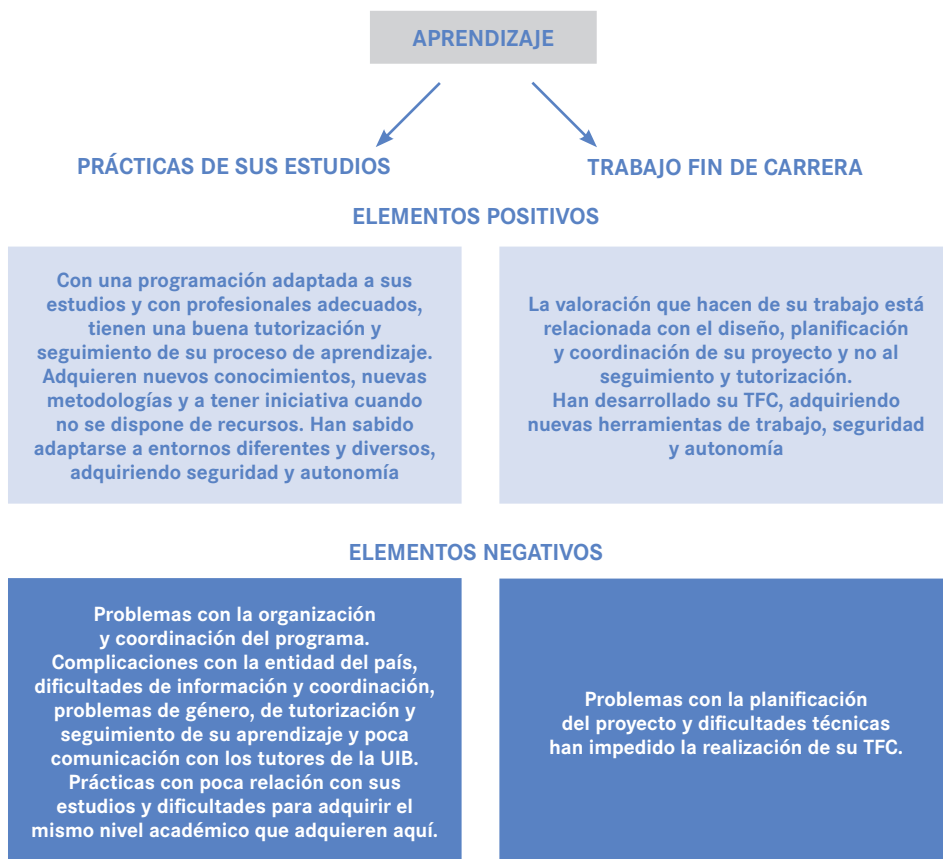 APRENDIZAJE
PRÁCTICAS DE SUS ESTUDIOS
TRABAJO FIN DE CARRERA
ELEMENTOS POSITIVOS
Con una programación adaptada a sus
estudios y con profesionales adecuados,
tienen una buena tutorización y
seguimiento de su proceso de aprendizaje.
Adquieren nuevos conocimientos, nuevas
metodologías y a tener iniciativa cuando
no se dispone de recursos. Han sabido
adaptarse a entornos diferentes y diversos,
adquiriendo seguridad y autonomía
La valoración que hacen de su trabajo está
relacionada con el diseño, planificación
y coordinación de su proyecto y no al
seguimiento y tutorización.
Han desarrollado su TFC, adquiriendo
nuevas herramientas de trabajo, seguridad
y autonomía
ELEMENTOS NEGATIVOS
Problemas con la organización
y coordinación del programa.
Complicaciones con la entidad del país,
dificultades de información y coordinación,
problemas de género, de tutorización y
seguimiento de su aprendizaje y poca
comunicación con los tutores de la UIB.
Prácticas con poca relación con sus
estudios y dificultades para adquirir el
mismo nivel académico que adquieren aquí.
Problemas con la planificación
del proyecto y dificultades técnicas
han impedido la realización de su TFC.